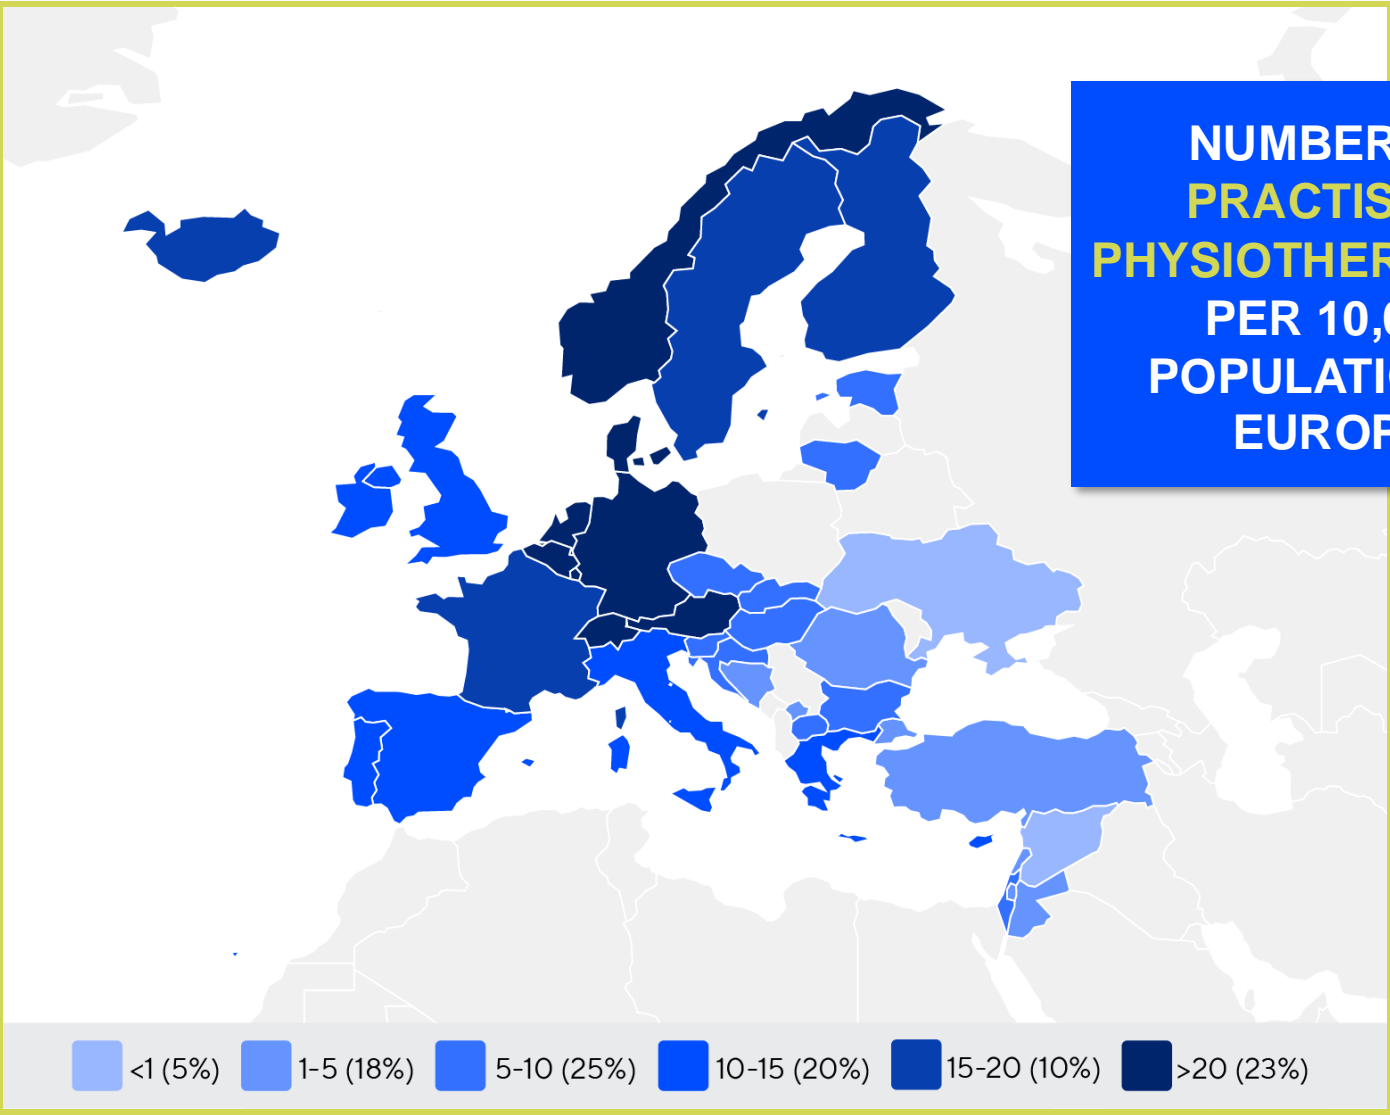 NUMBER
PRACTIS
PHYSIOTHER
PER 10,
POPULATI
EUROP
<1 (5%) 1-5 (18%) 5-10 (25%) 10-15 (20%) 15-20 (10%) >20 (23%)